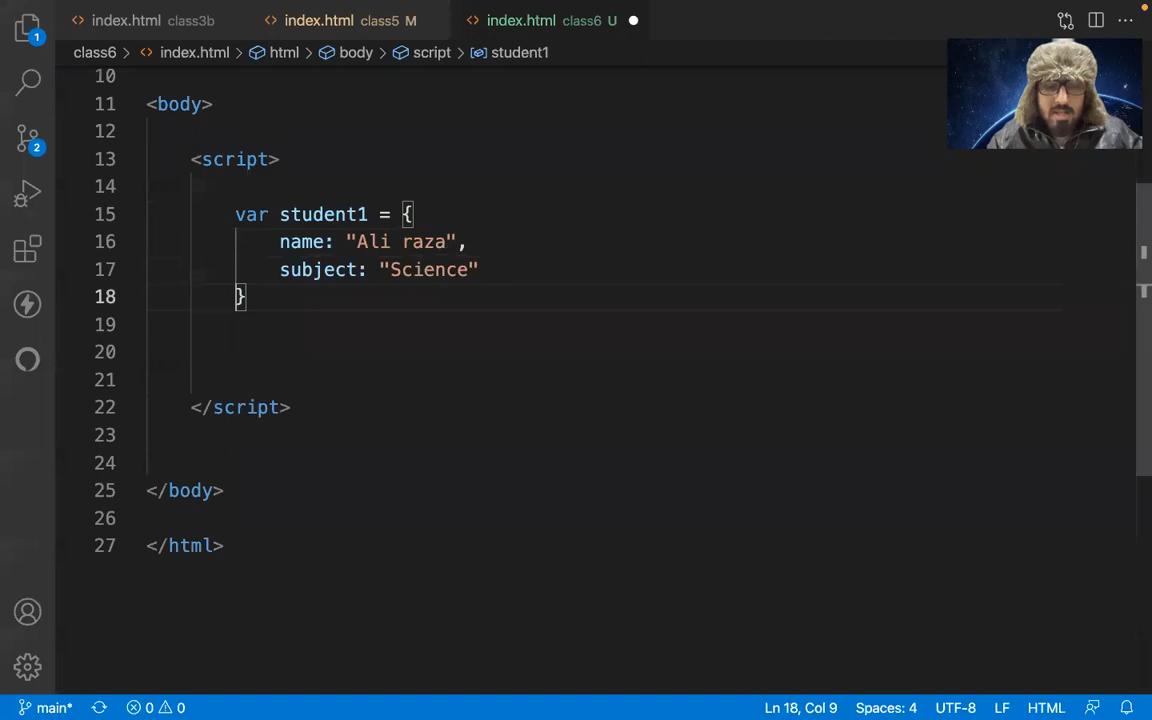 index.html class3b
index.html class5 M
index.html class6 U
class6 > index.html > html > body > script > student1
10
11 <body>
12
13 <script>
14
15 var student1 = {
16 name: "Ali raza",
17 subject: "Science"
18 }
19
20
21
22 </script>
23
24
25 </body>
26
27 </html>
1
2
main* 0 0 Ln 18, Col 9 Spaces: 4 UTF-8 LF HTML